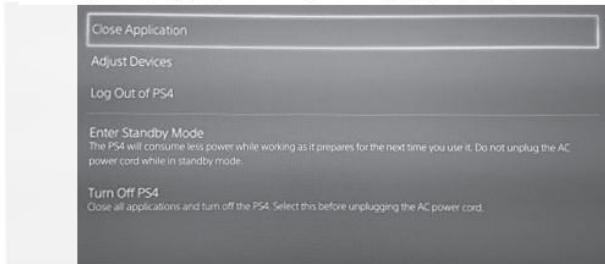 Close Application
Adjust Devices
Log Out of PS4
Enter Standby Mode
The PS4 will consume less power while working as it prepares for the next time you use it. Do not unplug the AC
power cord while in standby mode.
Turn Off PS4
Close all applications and turn off the PS4. Select this before unplugging the AC power cord.